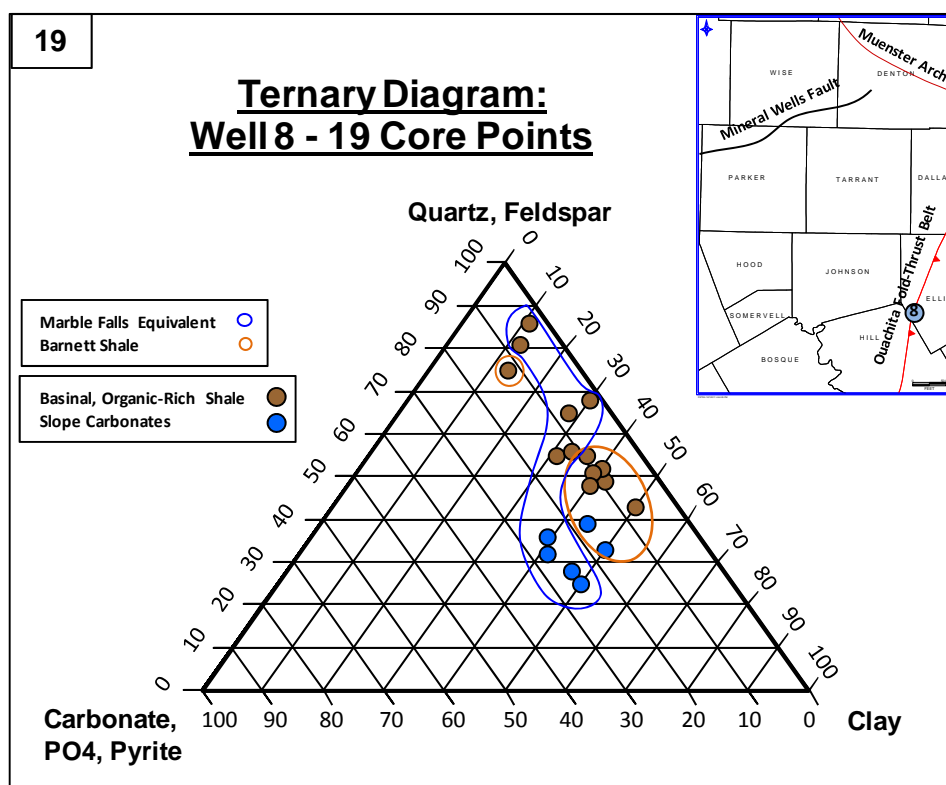 19
Ternary Diagram:
Well 8 - 19 Core Points
Marble Falls Equivalent
Barnett Shale
Basinal, Organic-Rich Shale
Slope Carbonates
Quartz, Feldspar
100
90
80
70
60
50
40
30
20
10
0
0
10
20
30
40
50
60
70
80
90
100
100
90
80
70
60
50
40
30
20
10
0
Carbonate,
PO4, Pyrite
Clay
Muenster Arch
WISE
DENTON
Mineral Wells Fault
PARKER
TARRANT
DALLA
HOOD
JOHNSON
ELLI
SOMERVELL
HILL
BOSQUE
Ouachita Fold-Thrust Belt
8
FEET